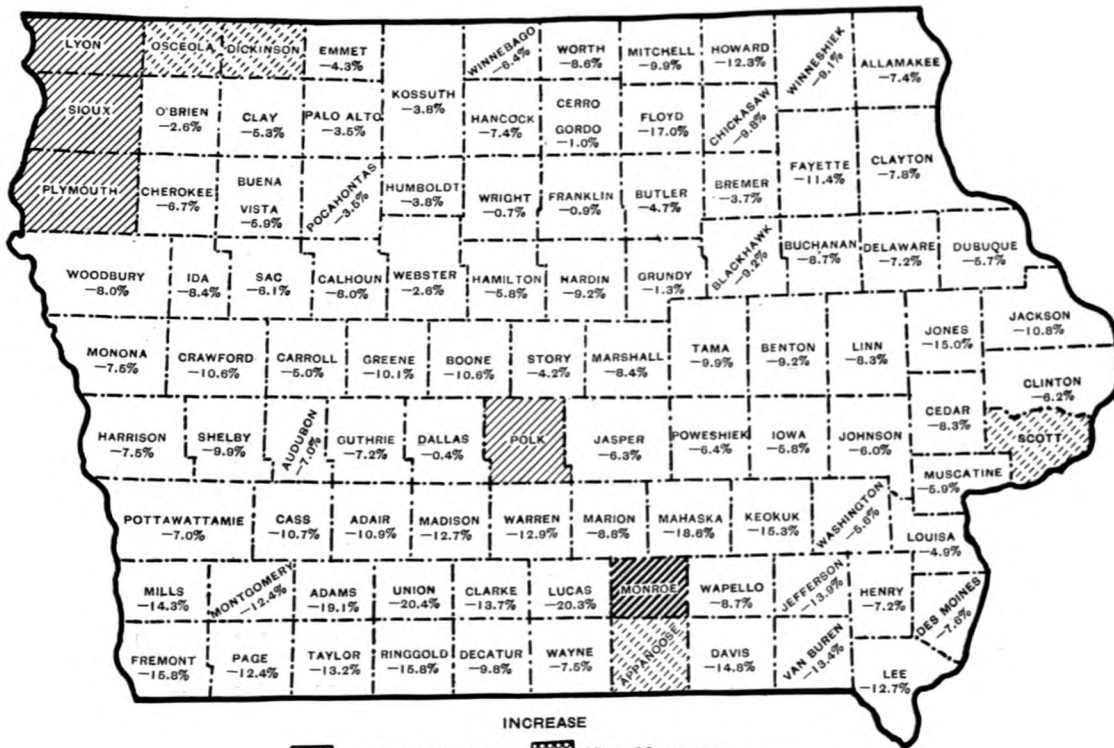 LYON
OSCEOLA
DICKINSON
EMMET
−4.3%
KOSSUTH
−3.8%
WINNEBAGO
−6.4%
WORTH
−8.6%
MITCHELL
−9.9%
HOWARD
−12.3%
WINNESHIEK
−9.1%
ALLAMAKEE
−7.4%
SIOUX
O'BRIEN
−2.6%
CLAY
−5.3%
PALO ALTO
−3.5%
HANCOCK
−7.4%
CERRO
GORDO
−1.0%
FLOYD
−17.0%
CHICKASAW
−9.8%
FAYETTE
−11.4%
CLAYTON
−7.8%
PLYMOUTH
CHEROKEE
−6.7%
BUENA
VISTA
−5.9%
POCAHONTAS
−3.5%
HUMBOLDT
−3.8%
WRIGHT
−0.7%
FRANKLIN
−0.9%
BUTLER
−4.7%
BREMER
−3.7%
WOODBURY
−8.0%
IDA
−8.4%
SAC
−6.1%
CALHOUN
−8.0%
WEBSTER
−2.6%
HAMILTON
−5.8%
HARDIN
−9.2%
GRUNDY
−1.3%
BLACKHAWK
−9.2%
BUCHANAN
−8.7%
DELAWARE
−7.2%
DUBUQUE
−5.7%
MONONA
−7.5%
CRAWFORD
−10.6%
CARROLL
−5.0%
GREENE
−10.1%
BOONE
−10.6%
STORY
−4.2%
MARSHALL
−8.4%
TAMA
−9.9%
BENTON
−9.2%
LINN
−8.3%
JONES
−15.0%
JACKSON
−10.8%
CLINTON
−6.2%
HARRISON
−7.5%
SHELBY
−9.9%
AUDUBON
−7.0%
GUTHRIE
−7.2%
DALLAS
−0.4%
POLK
JASPER
−6.3%
POWESHIEK
−6.4%
IOWA
−5.8%
JOHNSON
−6.0%
CEDAR
−8.3%
SCOTT
MUSCATINE
−5.9%
POTTAWATTAMIE
−7.0%
CASS
−10.7%
ADAIR
−10.9%
MADISON
−12.7%
WARREN
−12.9%
MARION
−8.8%
MAHASKA
−18.6%
KEOKUK
−15.3%
WASHINGTON
−5.6%
LOUISA
−4.9%
MILLS
−14.3%
MONTGOMERY
−12.4%
ADAMS
−19.1%
UNION
−20.4%
CLARKE
−13.7%
LUCAS
−20.3%
MONROE
WAPELLO
−8.7%
JEFFERSON
−13.9%
HENRY
−7.2%
DES MOINES
−7.6%
FREMONT
−15.8%
PAGE
−12.4%
TAYLOR
−13.2%
RINGGOLD
−15.8%
DECATUR
−9.8%
WAYNE
−7.5%
APPANOOSE
DAVIS
−14.8%
VAN BUREN
−13.4%
LEE
−12.7%
INCREASE